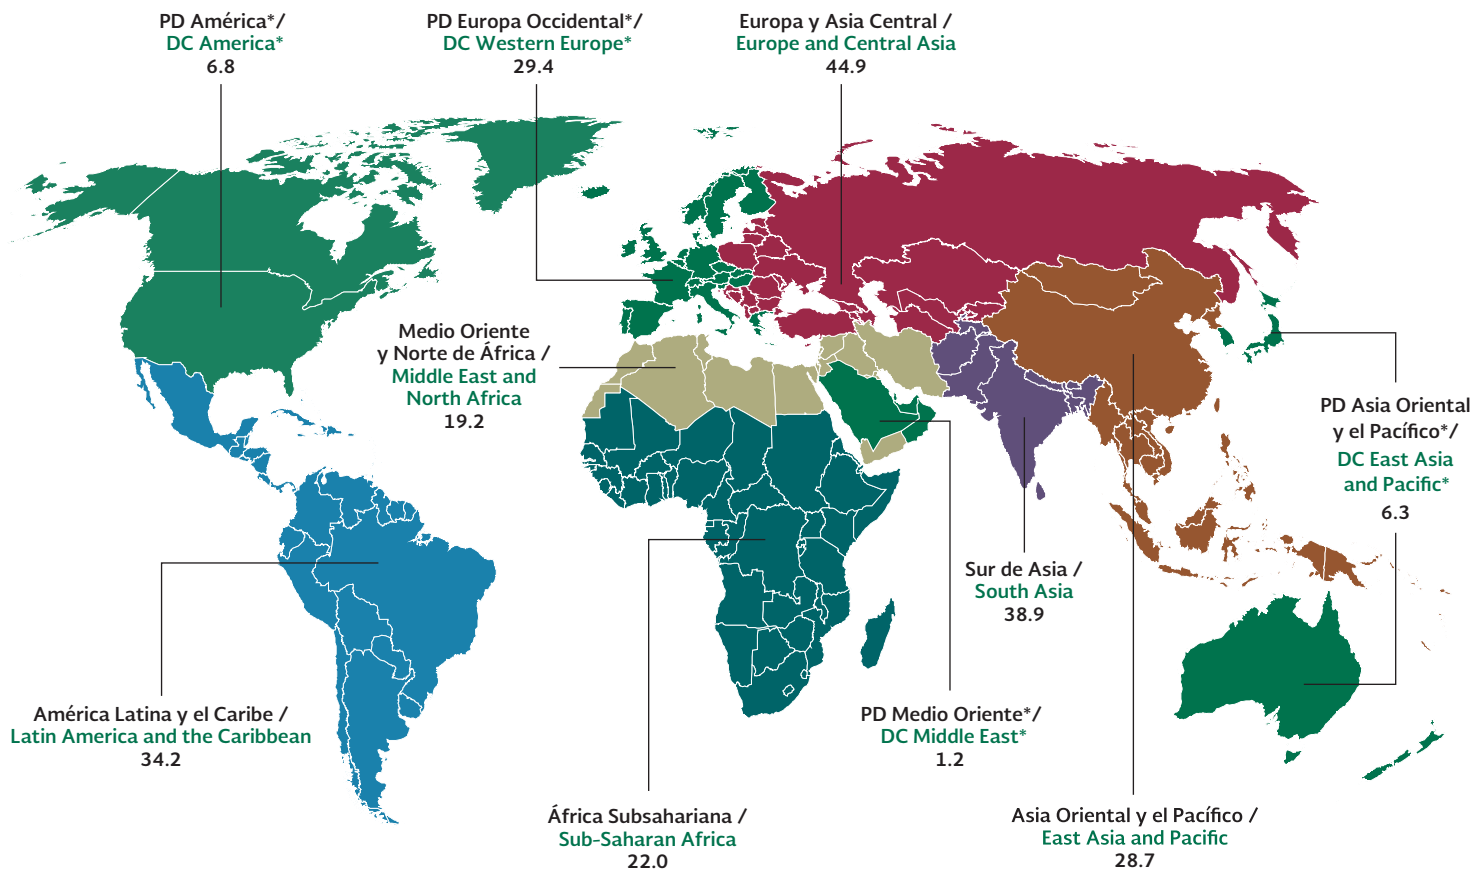 PD América*/
DC America*
6.8
PD Europa Occidental*/
DC Western Europe*
29.4
Europa y Asia Central /
Europe and Central Asia
44.9
Medio Oriente
y Norte de África /
Middle East and
North Africa
19.2
PD Asia Oriental
y el Pacífico*/
DC East Asia
and Pacific*
6.3
Sur de Asia /
South Asia
38.9
América Latina y el Caribe /
Latin America and the Caribbean
34.2
PD Medio Oriente*/
DC Middle East*
1.2
África Subsahariana /
Sub-Saharan Africa
22.0
Asia Oriental y el Pacífico /
East Asia and Pacific
28.7